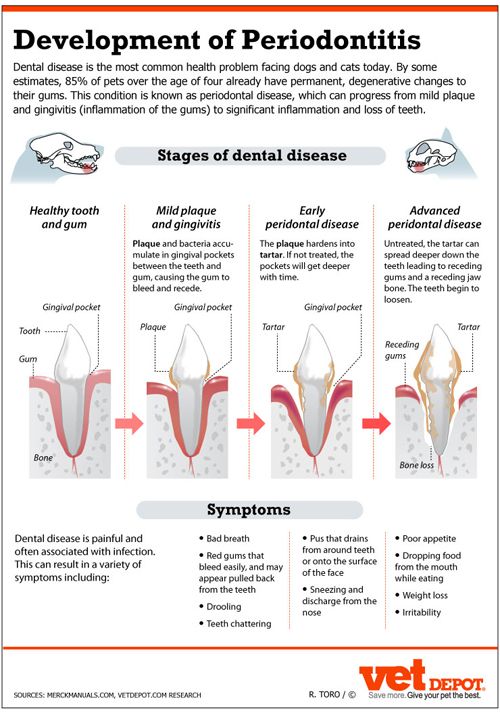 Development of Periodontitis
Dental disease is the most common health problem facing dogs and cats today. By some
estimates, 85% of pets over the age of four already have permanent, degenerative changes to
their gums. This condition is known as periodontal disease, which can progress from mild plaque
and gingivitis (inflammation of the gums) to significant inflammation and loss of teeth.
Stages of dental disease
Healthy tooth
and gum
Mild plaque
and gingivitis
Plaque and bacteria accu-
mulate in gingival pockets
between the teeth and
gum, causing the gum to
bleed and recede.
Early
peridontal disease
The plaque hardens into
tartar. If not treated, the
pockets will get deeper
with time.
Advanced
peridontal disease
Untreated, the tartar can
spread deeper down the
teeth leading to receding
gums and a receding jaw
bone. The teeth begin to
loosen.
Gingival pocket
Tooth
Gum
Bone
Gingival pocket
Plaque
Gingival pocket
Tartar
Tartar
Receding
gums
Bone loss
Symptoms
Dental disease is painful and
often associated with infection.
This can result in a variety of
symptoms including:
• Bad breath
• Red gums that
bleed easily, and may
appear pulled back
from the teeth
• Drooling
• Teeth chattering
• Pus that drains
from around teeth
or onto the surface
of the face
• Sneezing and
discharge from the
nose
• Poor appetite
• Dropping food
from the mouth
while eating
• Weight loss
• Irritability
SOURCES: MERCKMANUALS.COM, VETDEPOT.COM RESEARCH
R. TORO / ©
vet DEPOT.
Save more. Give your pet the best.